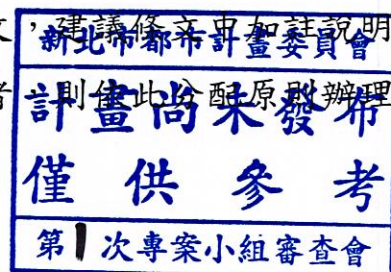 ，建議條文中加註說明
新北市都市計畫委員會
則依此分配原則辦理
計畫尚未發布
僅供參考
第1次專案小組審查會